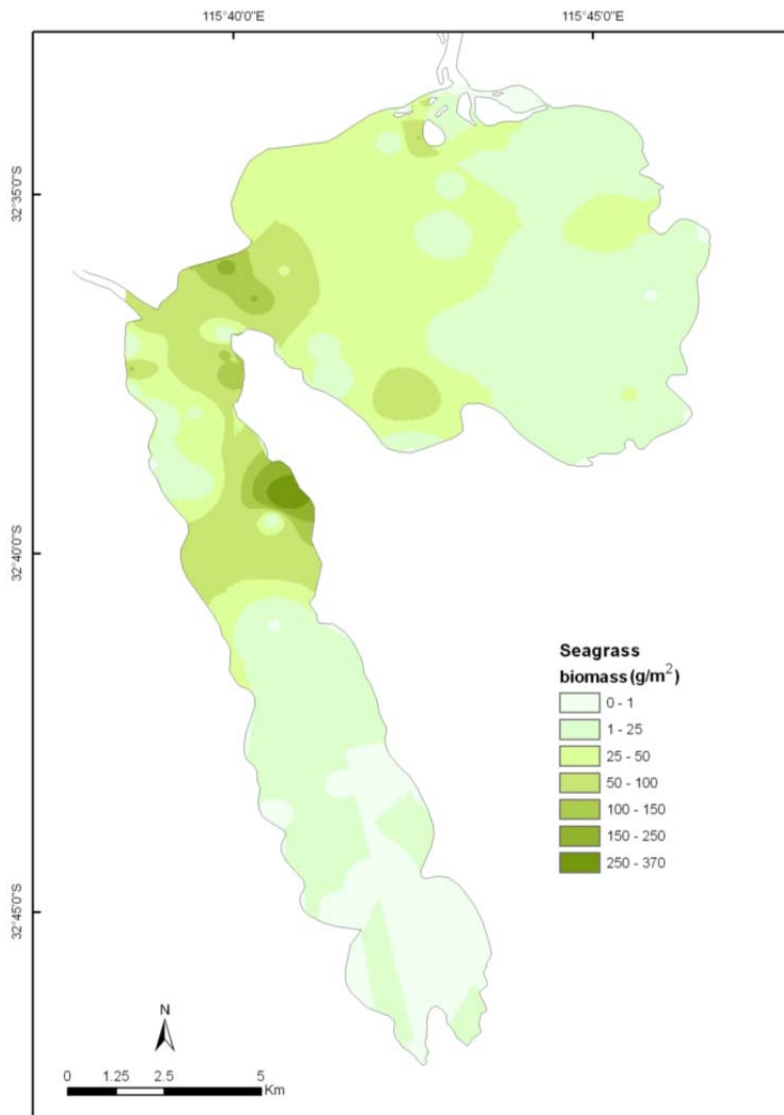 115°40'0"E
115°45'0"E
32°35'0"S
32°40'0"S
32°45'0"S
Seagrass
biomass (g/m²)
0 - 1
1 - 25
25 - 50
50 - 100
100 - 150
150 - 250
250 - 370
N
0 1.25 2.5 5
Km